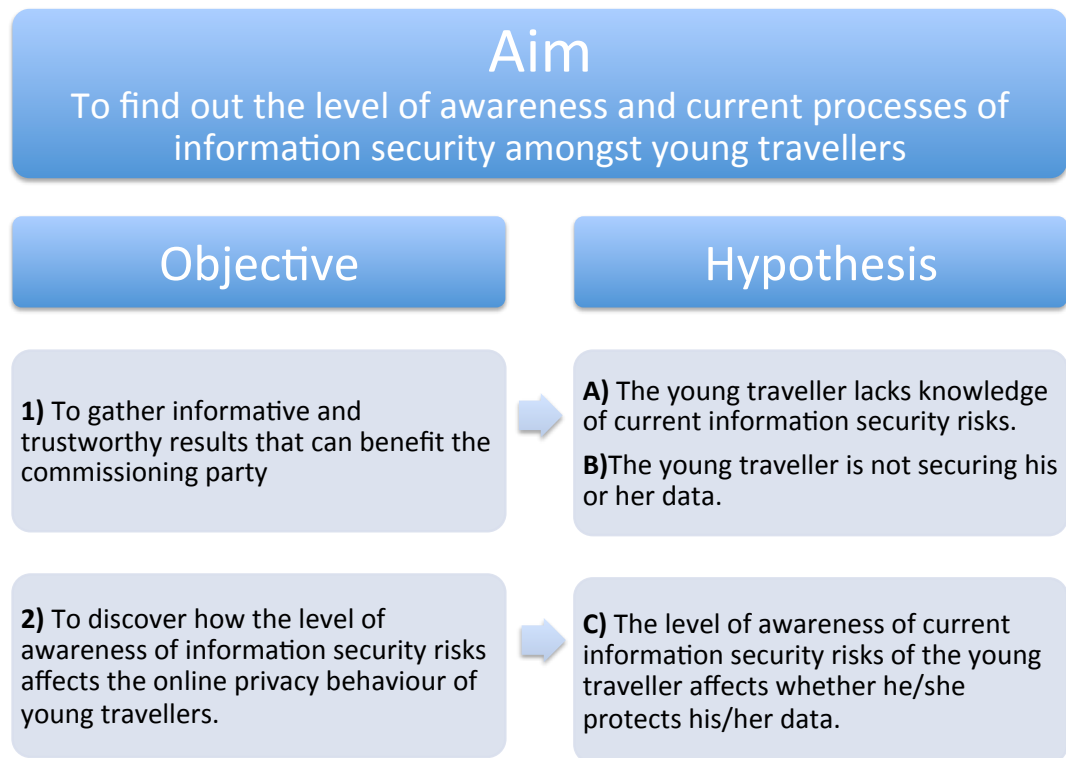 Aim
To find out the level of awareness and current processes of
information security amongst young travellers
Objective
Hypothesis
1) To gather informative and
trustworthy results that can benefit the
commissioning party
A) The young traveller lacks knowledge
of current information security risks.
B)The young traveller is not securing his
or her data.
2) To discover how the level of
awareness of information security risks
affects the online privacy behaviour of
young travellers.
C) The level of awareness of current
information security risks of the young
traveller affects whether he/she
protects his/her data.